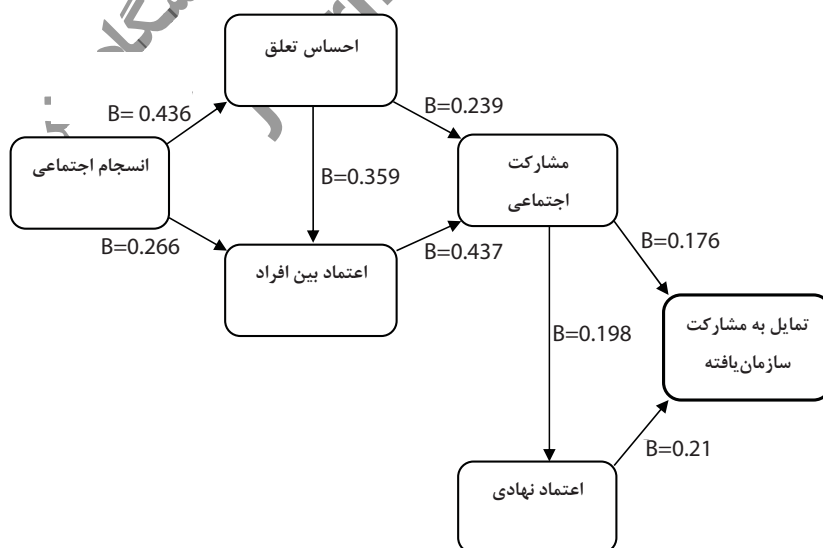 احساس تعلق
B= 0.436
B=0.239
انسجام اجتماعی
مشارکت
اجتماعی
B=0.359
B=0.266
اعتماد بین افراد
B=0.437
B=0.176
تمایل به مشارکت
سازمان‌یافته
B=0.198
B=0.21
اعتماد نهادی